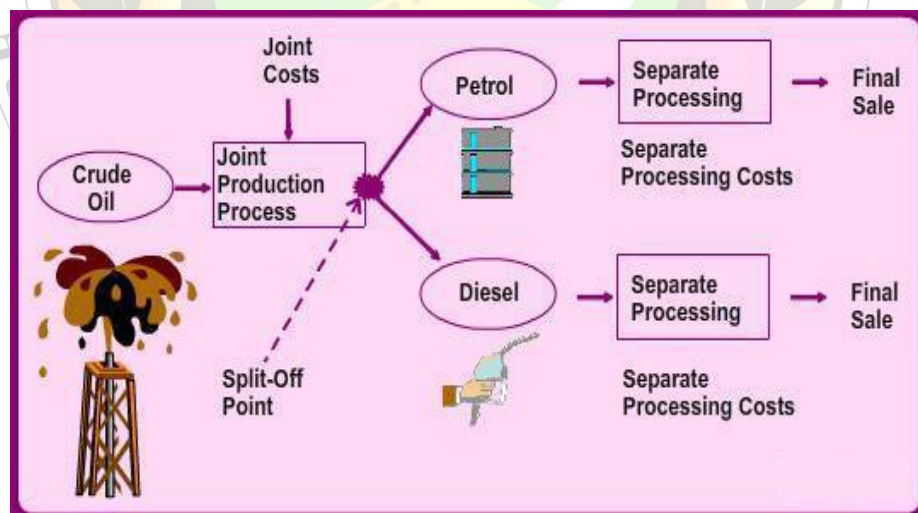 Joint
Costs
Crude
Oil
Joint
Production
Process
Split-Off
Point
Petrol
Separate
Processing
Separate
Processing Costs
Final
Sale
Diesel
Separate
Processing
Separate
Processing Costs
Final
Sale